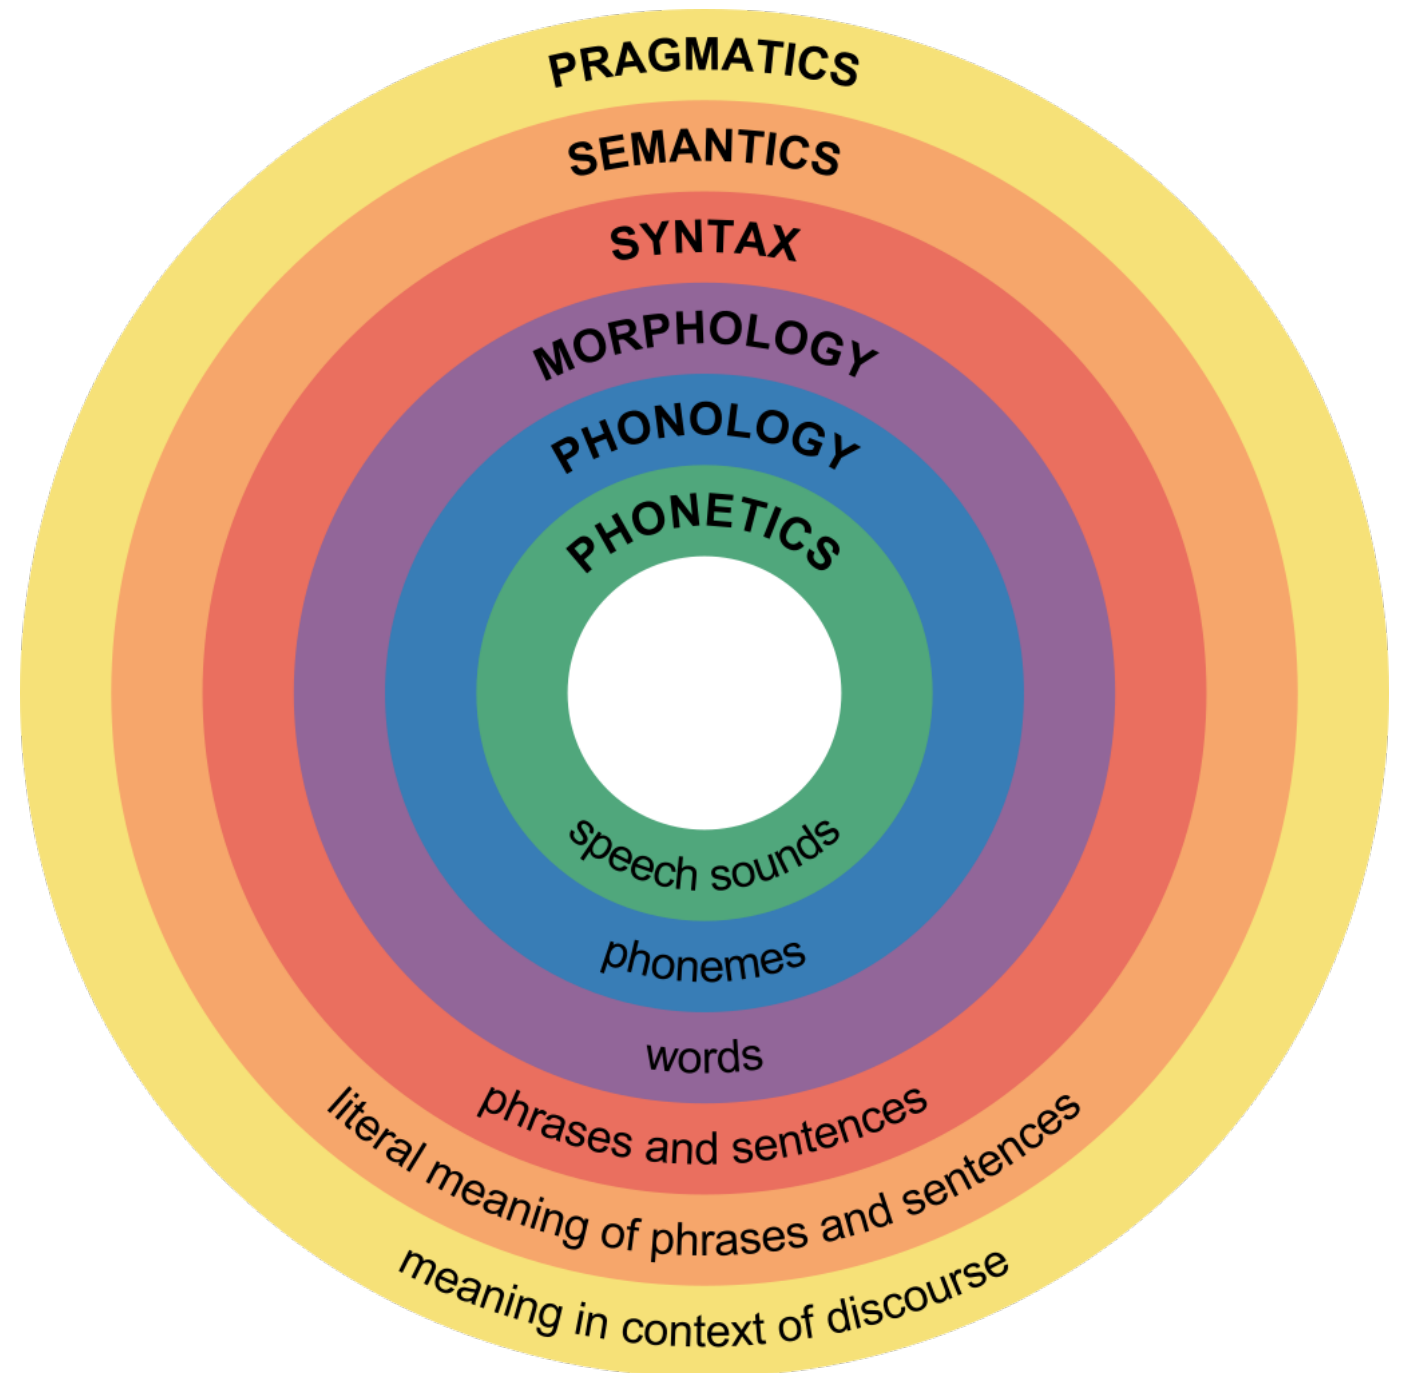 PRAGMATICS
SEMANTICS
SYNTAX
MORPHOLOGY
PHONOLOGY
PHONETICS
speech sounds
phonemes
words
phrases and sentences
literal meaning of phrases and sentences
meaning in context of discourse